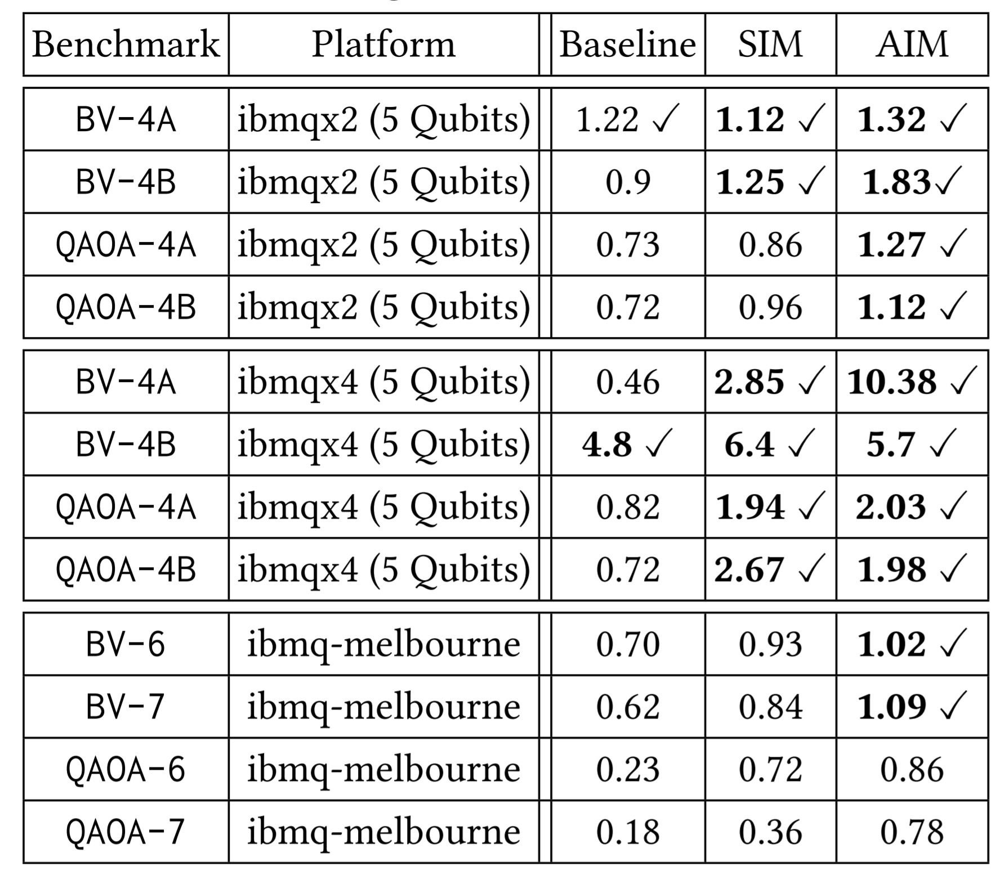 Benchmark Platform Baseline SIM AIM
BV-4A ibmqx2 (5 Qubits) 1.22 ✓ 1.12 ✓ 1.32 ✓
BV-4B ibmqx2 (5 Qubits) 0.9 1.25 ✓ 1.83✓
QAOA-4A ibmqx2 (5 Qubits) 0.73 0.86 1.27 ✓
QAOA-4B ibmqx2 (5 Qubits) 0.72 0.96 1.12 ✓
BV-4A ibmqx4 (5 Qubits) 0.46 2.85 ✓ 10.38 ✓
BV-4B ibmqx4 (5 Qubits) 4.8 ✓ 6.4 ✓ 5.7 ✓
QAOA-4A ibmqx4 (5 Qubits) 0.82 1.94 ✓ 2.03 ✓
QAOA-4B ibmqx4 (5 Qubits) 0.72 2.67 ✓ 1.98 ✓
BV-6 ibmq-melbourne 0.70 0.93 1.02 ✓
BV-7 ibmq-melbourne 0.62 0.84 1.09 ✓
QAOA-6 ibmq-melbourne 0.23 0.72 0.86
QAOA-7 ibmq-melbourne 0.18 0.36 0.78